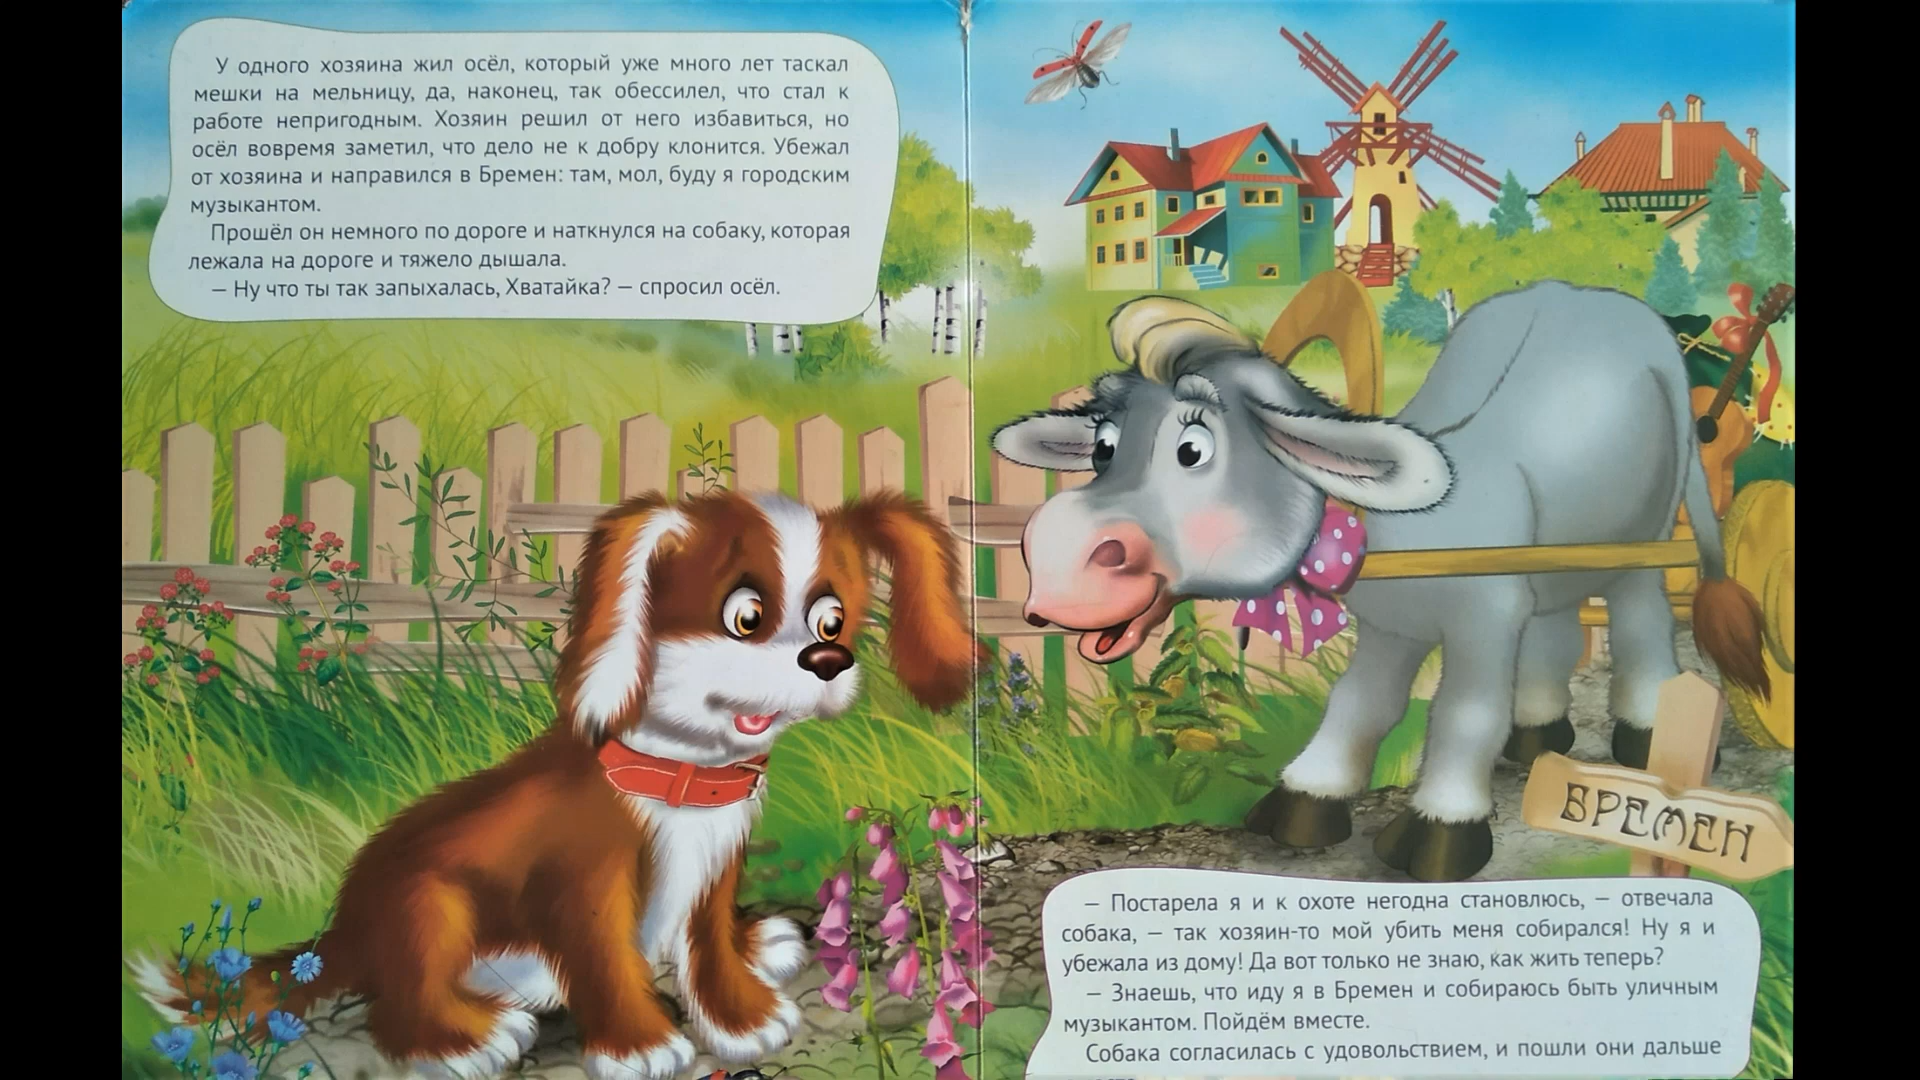 У одного хозяина жил осёл, который уже много лет таскал
мешки на мельницу, да, наконец, так обессилел, что стал к
работе непригодным. Хозяин решил от него избавиться, но
осёл вовремя заметил, что дело не к добру клонится. Убежал
от хозяина и направился в Бремен: там, мол, буду я городским
музыкантом.
Прошёл он немного по дороге и наткнулся на собаку, которая
лежала на дороге и тяжело дышала.
— Ну что ты так запыхалась, Хватайка? — спросил осёл.
БРЕМЕН
— Постарела я и к охоте негодна становлюсь, — отвечала
собака, — так хозяин-то мой убить меня собирался! Ну я и
убежала из дому! Да вот только не знаю, как жить теперь?
— Знаешь, что иду я в Бремен и собираюсь быть уличным
музыкантом. Пойдём вместе.
Собака согласилась с удовольствием, и пошли они дальше